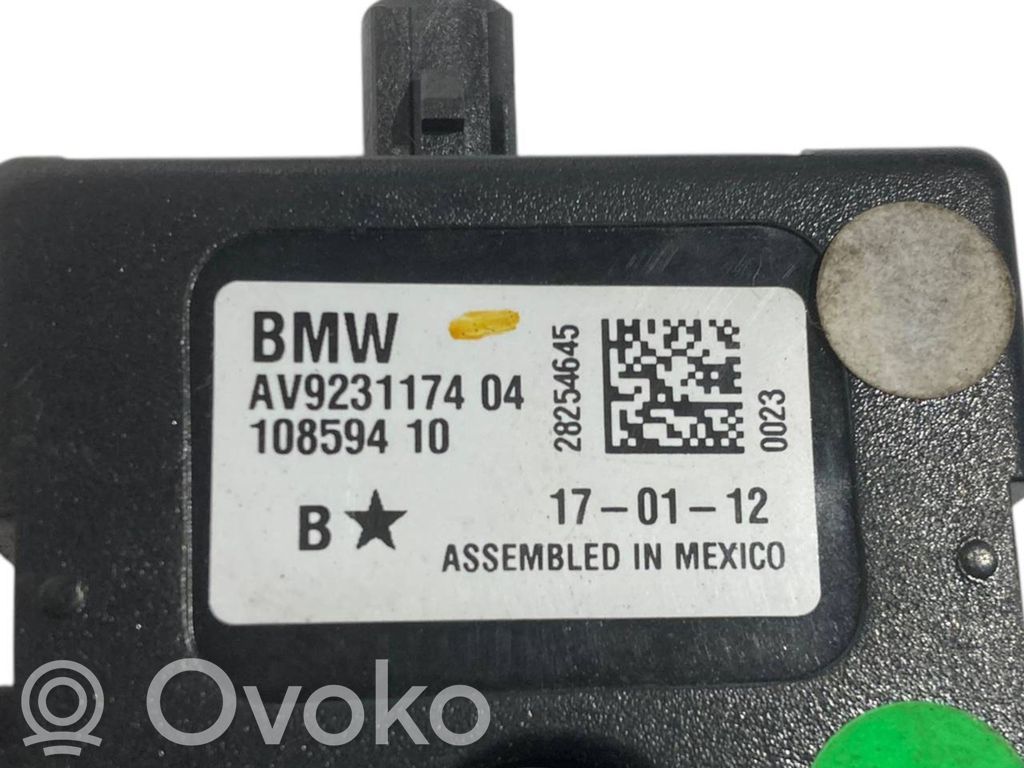 BMW
AV9231174 04
108594 10
28254645
0023
B★
17-01-12
ASSEMBLED IN MEXICO
Ovoko